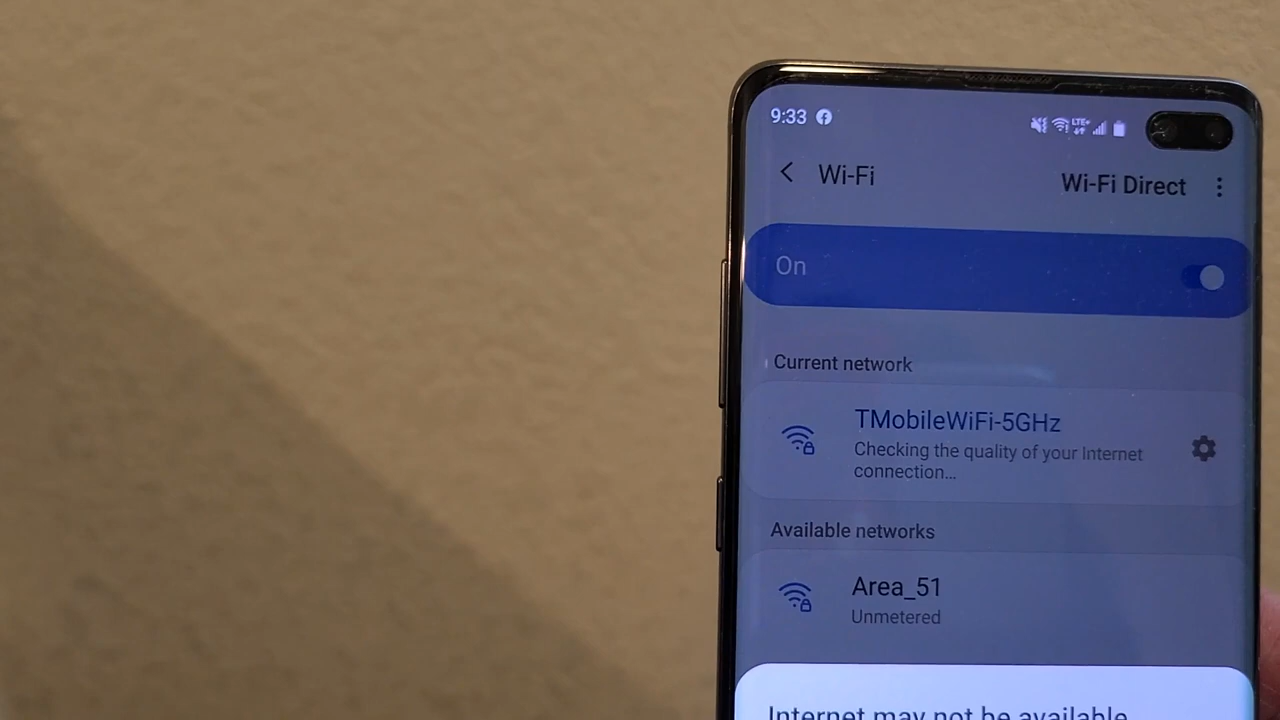 9:33
LTE+
Wi-Fi
Wi-Fi Direct
On
Current network
TMobileWiFi-5GHz
Checking the quality of your Internet
connection...
Available networks
Area_51
Unmetered
Internet may not be available